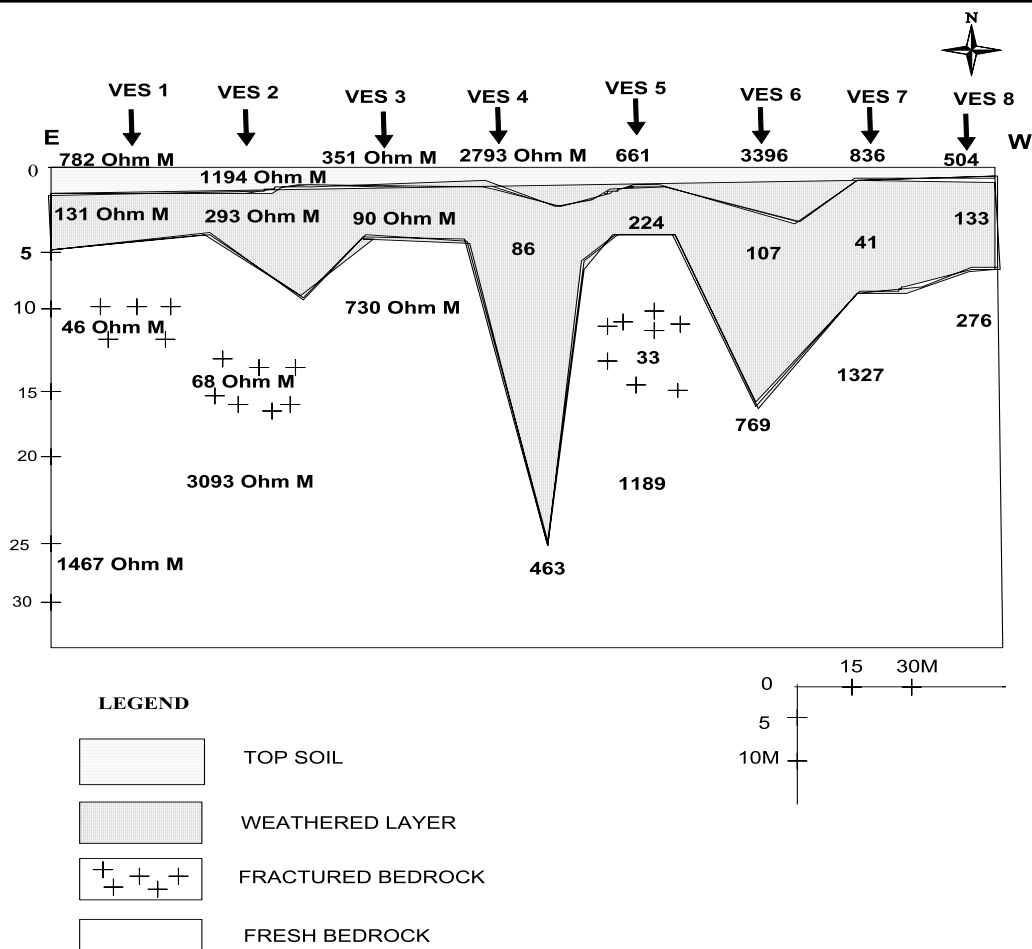 N
VES 1 VES 2 VES 3 VES 4 VES 5 VES 6 VES 7 VES 8
E W
0 782 Ohm M 351 Ohm M 2793 Ohm M 661 3396 836 504
1194 Ohm M
131 Ohm M 293 Ohm M 90 Ohm M 224 133
5 86 107 41
10 730 Ohm M 276
46 Ohm M 33
15 68 Ohm M 1327
769
20
3093 Ohm M 1189
25
1467 Ohm M 463
30
15 30M
0
5
10M
LEGEND
TOP SOIL
WEATHERED LAYER
FRACTURED BEDROCK
FRESH BEDROCK